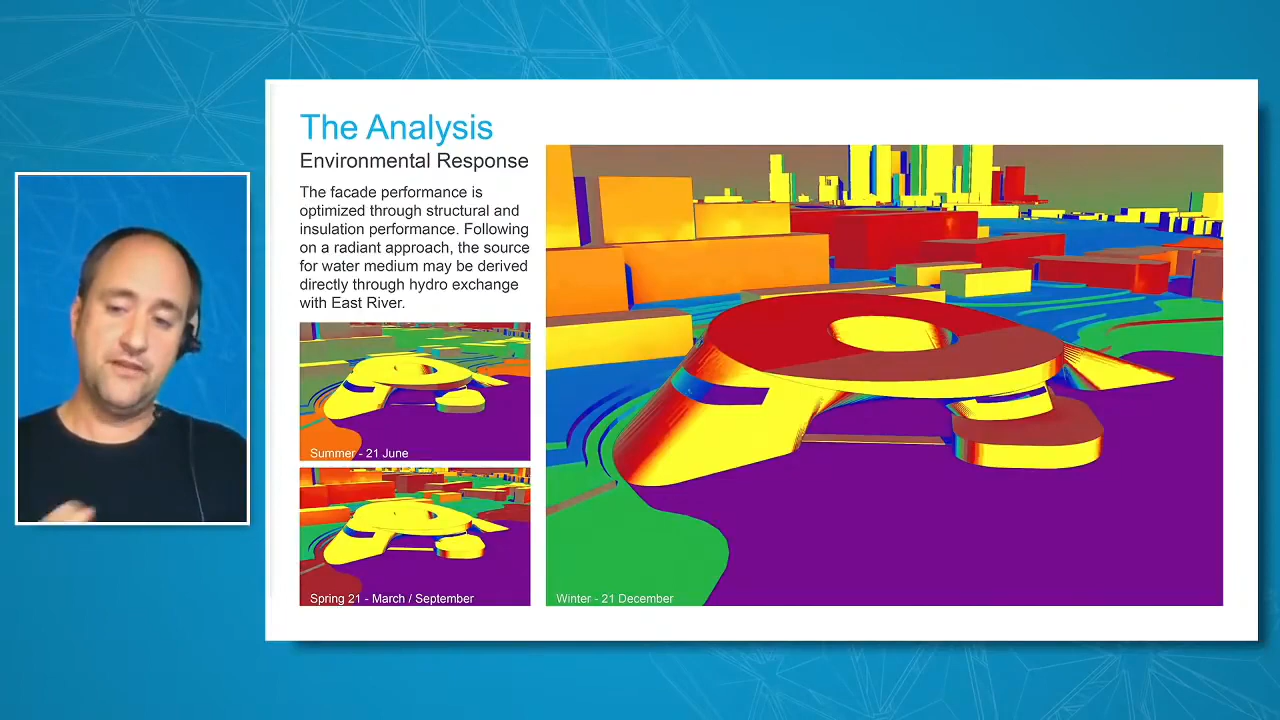 The Analysis
Environmental Response
The facade performance is
optimized through structural and
insulation performance. Following
on a radiant approach, the source
for water medium may be derived
directly through hydro exchange
with East River.
Summer - 21 June
Spring 21 - March / September
Winter - 21 December